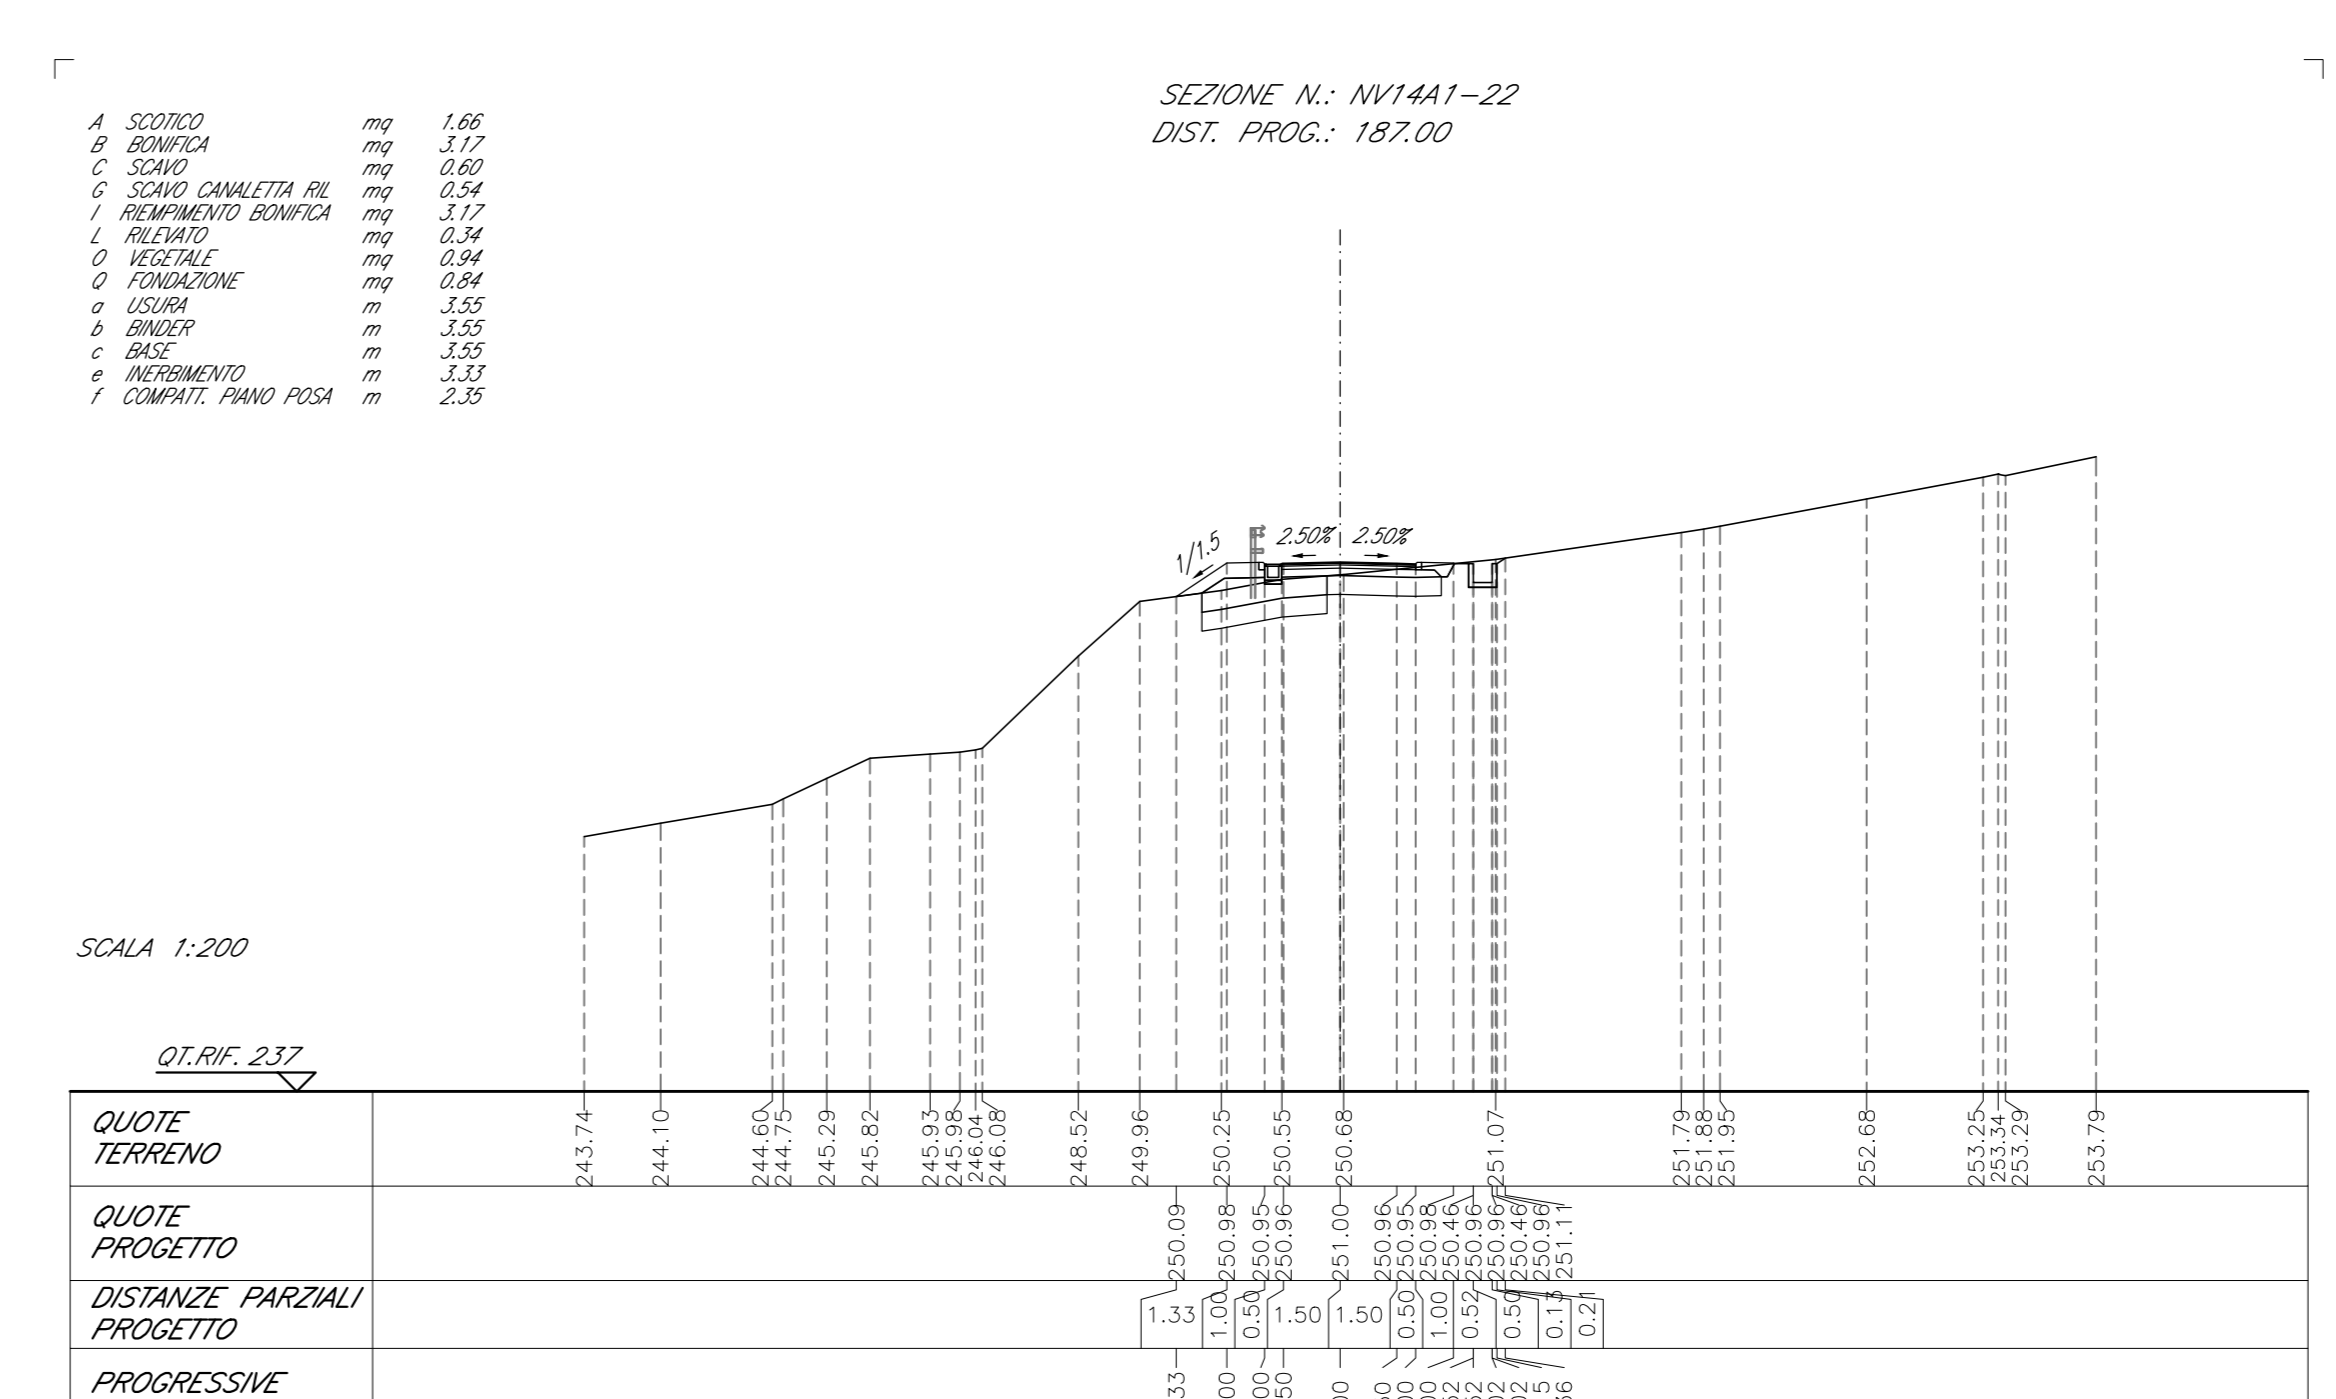 SEZIONE N.: NV14A1-22
DIST. PROG.: 187.00
A SCOTICO mq 1.66
B BONIFICA mq 3.17
C SCAVO mq 0.60
G SCAVO CANALETTA RIL mq 0.54
I RIEMPIMENTO BONIFICA mq 3.17
L RILEVATO mq 0.34
O VEGETALE mq 0.94
Q FONDAZIONE mq 0.84
a USURA m 3.55
b BINDER m 3.55
c BASE m 3.55
e INERBIMENTO m 3.33
f COMPATT. PIANO POSA m 2.35
1/1.5
2.50% 2.50%
SCALA 1:200
QT.RIF. 237
QUOTE
TERRENO
243.74 244.10 244.60 244.75 245.29 245.82 245.93 245.98 246.04 246.08 248.52 249.96 250.25 250.55 250.68 251.07 251.79 251.88 251.95 252.68 253.25 253.34 253.29 253.79
QUOTE
PROGETTO
250.09 250.98 250.95 250.96 251.00 250.96 250.95 250.98 250.46 250.96 250.96 250.46 250.96 251.11
DISTANZE PARZIALI
PROGETTO
1.33 1.00 0.50 1.50 1.50 0.50 1.00 0.52 0.50 0.13 0.21
PROGRESSIVE